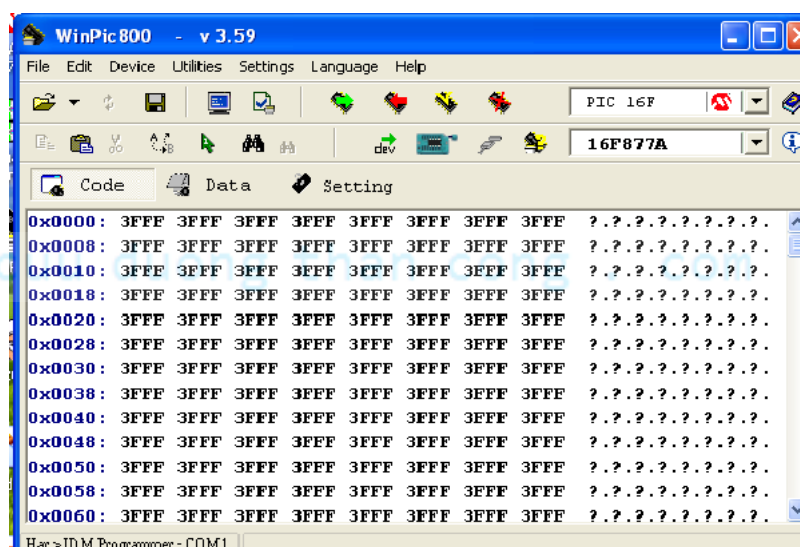 WinPic800 - v 3.59
File Edit Device Utilities Settings Language Help
PIC 16F
dev 16F877A
Code Data Setting
0x0000: 3FFF 3FFF 3FFF 3FFF 3FFF 3FFF 3FFF 3FFF ?.?.?.?.?.?.?.?.
0x0008: 3FFF 3FFF 3FFF 3FFF 3FFF 3FFF 3FFF 3FFF ?.?.?.?.?.?.?.?.
0x0010: 3FFF 3FFF 3FFF 3FFF 3FFF 3FFF 3FFF 3FFF ?.?.?.?.?.?.?.?.
0x0018: 3FFF 3FFF 3FFF 3FFF 3FFF 3FFF 3FFF 3FFF ?.?.?.?.?.?.?.?.
0x0020: 3FFF 3FFF 3FFF 3FFF 3FFF 3FFF 3FFF 3FFF ?.?.?.?.?.?.?.?.
0x0028: 3FFF 3FFF 3FFF 3FFF 3FFF 3FFF 3FFF 3FFF ?.?.?.?.?.?.?.?.
0x0030: 3FFF 3FFF 3FFF 3FFF 3FFF 3FFF 3FFF 3FFF ?.?.?.?.?.?.?.?.
0x0038: 3FFF 3FFF 3FFF 3FFF 3FFF 3FFF 3FFF 3FFF ?.?.?.?.?.?.?.?.
0x0040: 3FFF 3FFF 3FFF 3FFF 3FFF 3FFF 3FFF 3FFF ?.?.?.?.?.?.?.?.
0x0048: 3FFF 3FFF 3FFF 3FFF 3FFF 3FFF 3FFF 3FFF ?.?.?.?.?.?.?.?.
0x0050: 3FFF 3FFF 3FFF 3FFF 3FFF 3FFF 3FFF 3FFF ?.?.?.?.?.?.?.?.
0x0058: 3FFF 3FFF 3FFF 3FFF 3FFF 3FFF 3FFF 3FFF ?.?.?.?.?.?.?.?.
0x0060: 3FFF 3FFF 3FFF 3FFF 3FFF 3FFF 3FFF 3FFF ?.?.?.?.?.?.?.?.
JDM Programmer - COM1